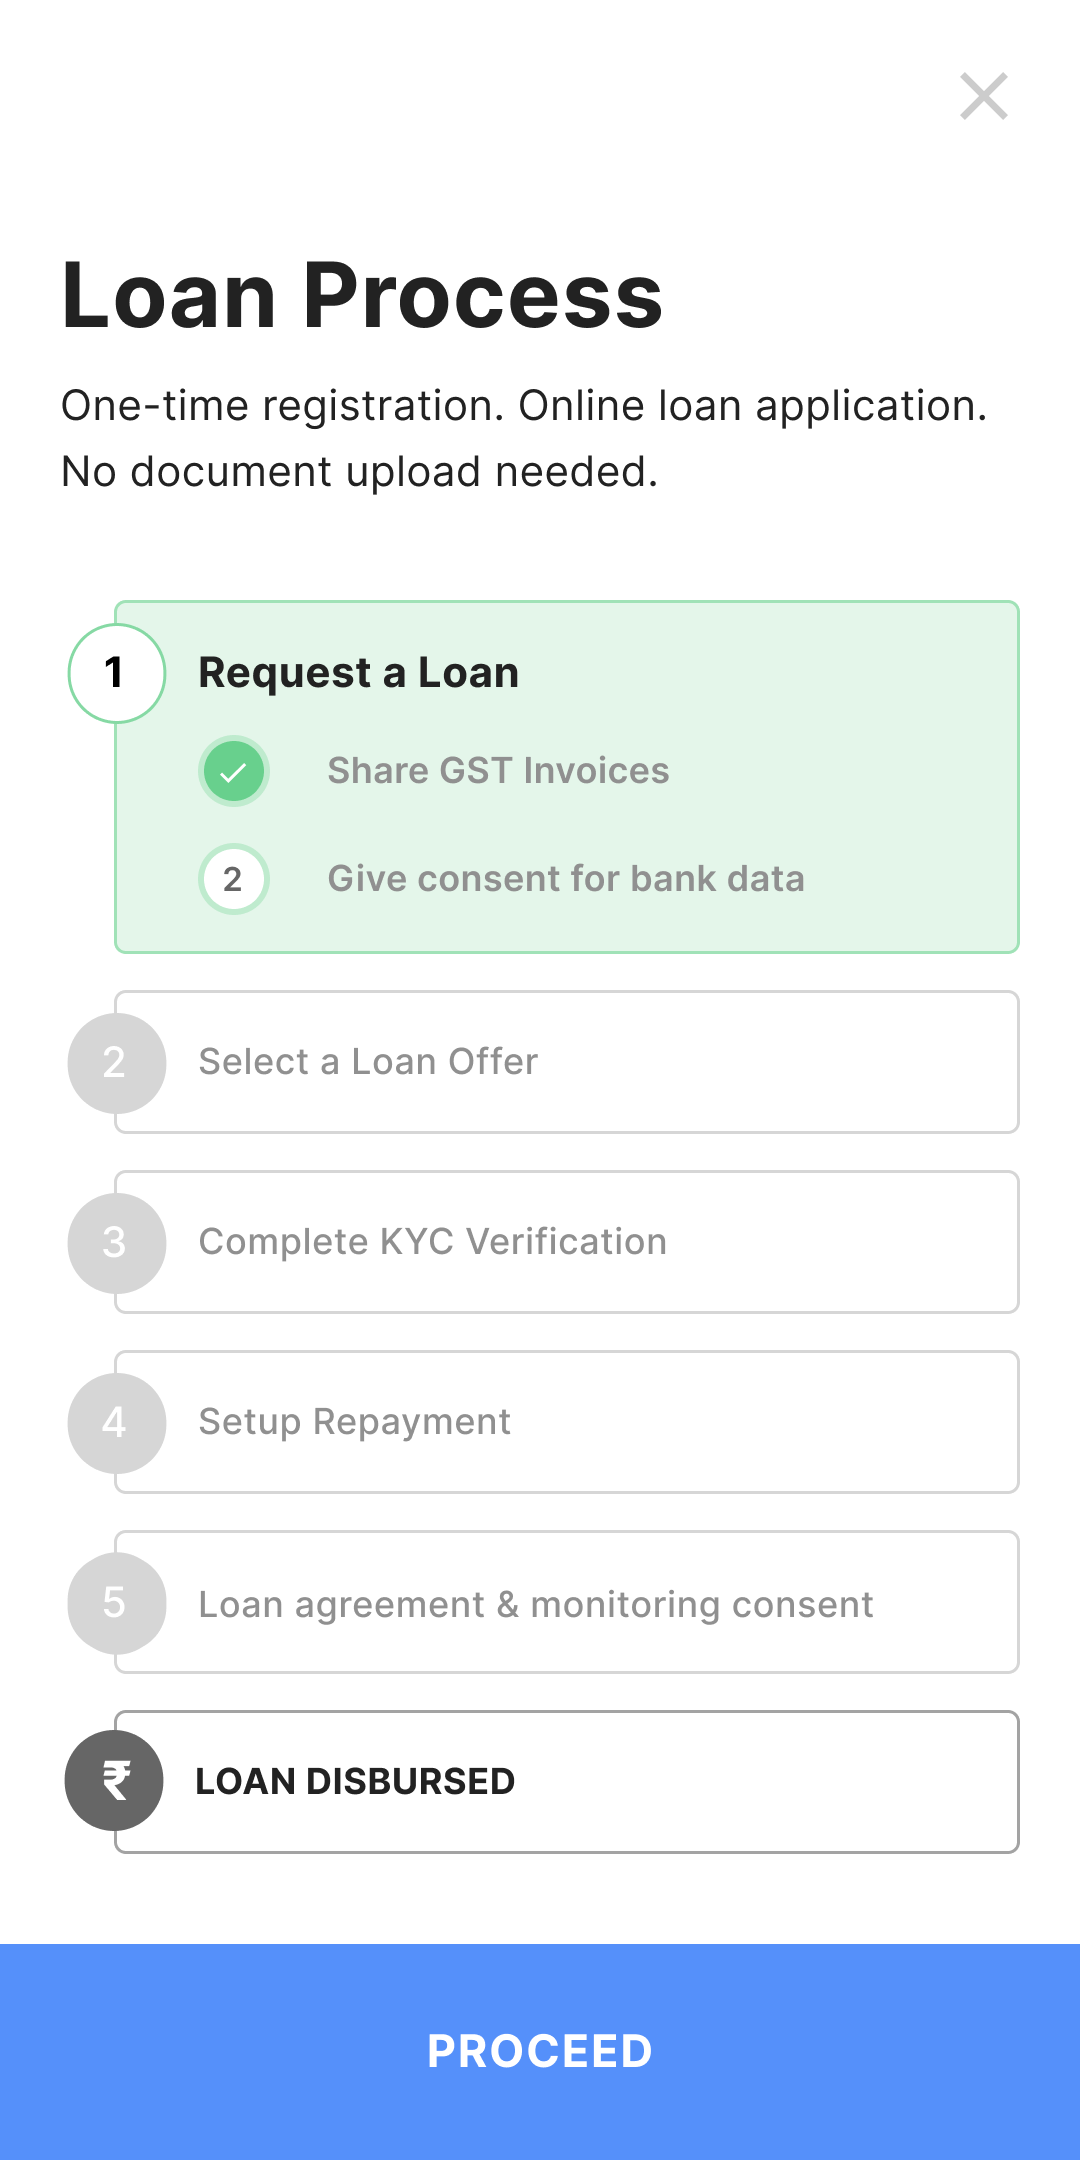 Loan Process
One-time registration. Online loan application.
No document upload needed.
1
Request a Loan
Share GST Invoices
2
Give consent for bank data
2
Select a Loan Offer
3
Complete KYC Verification
4
Setup Repayment
5
Loan agreement & monitoring consent
₹
LOAN DISBURSED
PROCEED